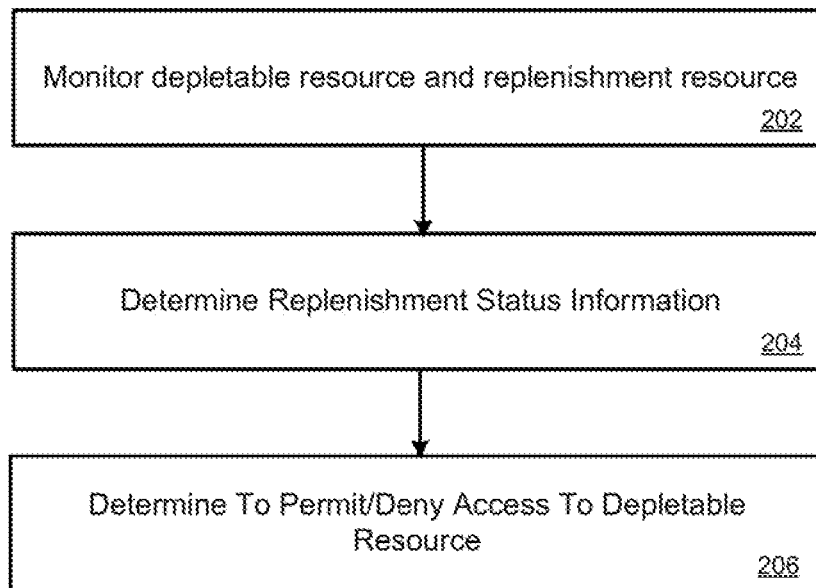 Monitor depletable resource and replenishment resource
202
Determine Replenishment Status Information
204
Determine To Permit/Deny Access To Depletable
Resource
206